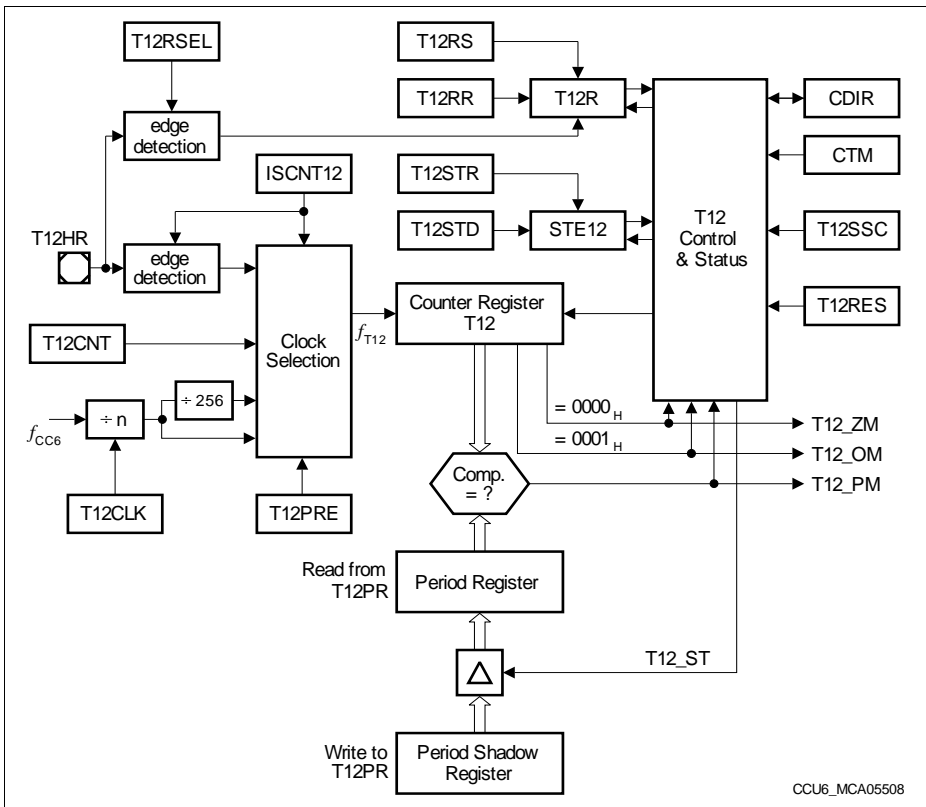 T12RSEL
T12RS
T12RR
T12R
CDIR
edge
detection
CTM
ISCNT12
T12STR
T12
Control
& Status
T12HR
T12STD
STE12
T12SSC
edge
detection
Counter Register
T12
T12RES
Clock
Selection
fT12
T12CNT
÷ 256
= 0000H
T12_ZM
fCC6
÷ n
= 0001H
T12_OM
Comp.
= ?
T12_PM
T12CLK
T12PRE
Read from
T12PR
Period Register
T12_ST
Δ
Write to
T12PR
Period Shadow
Register
CCU6_MCA05508